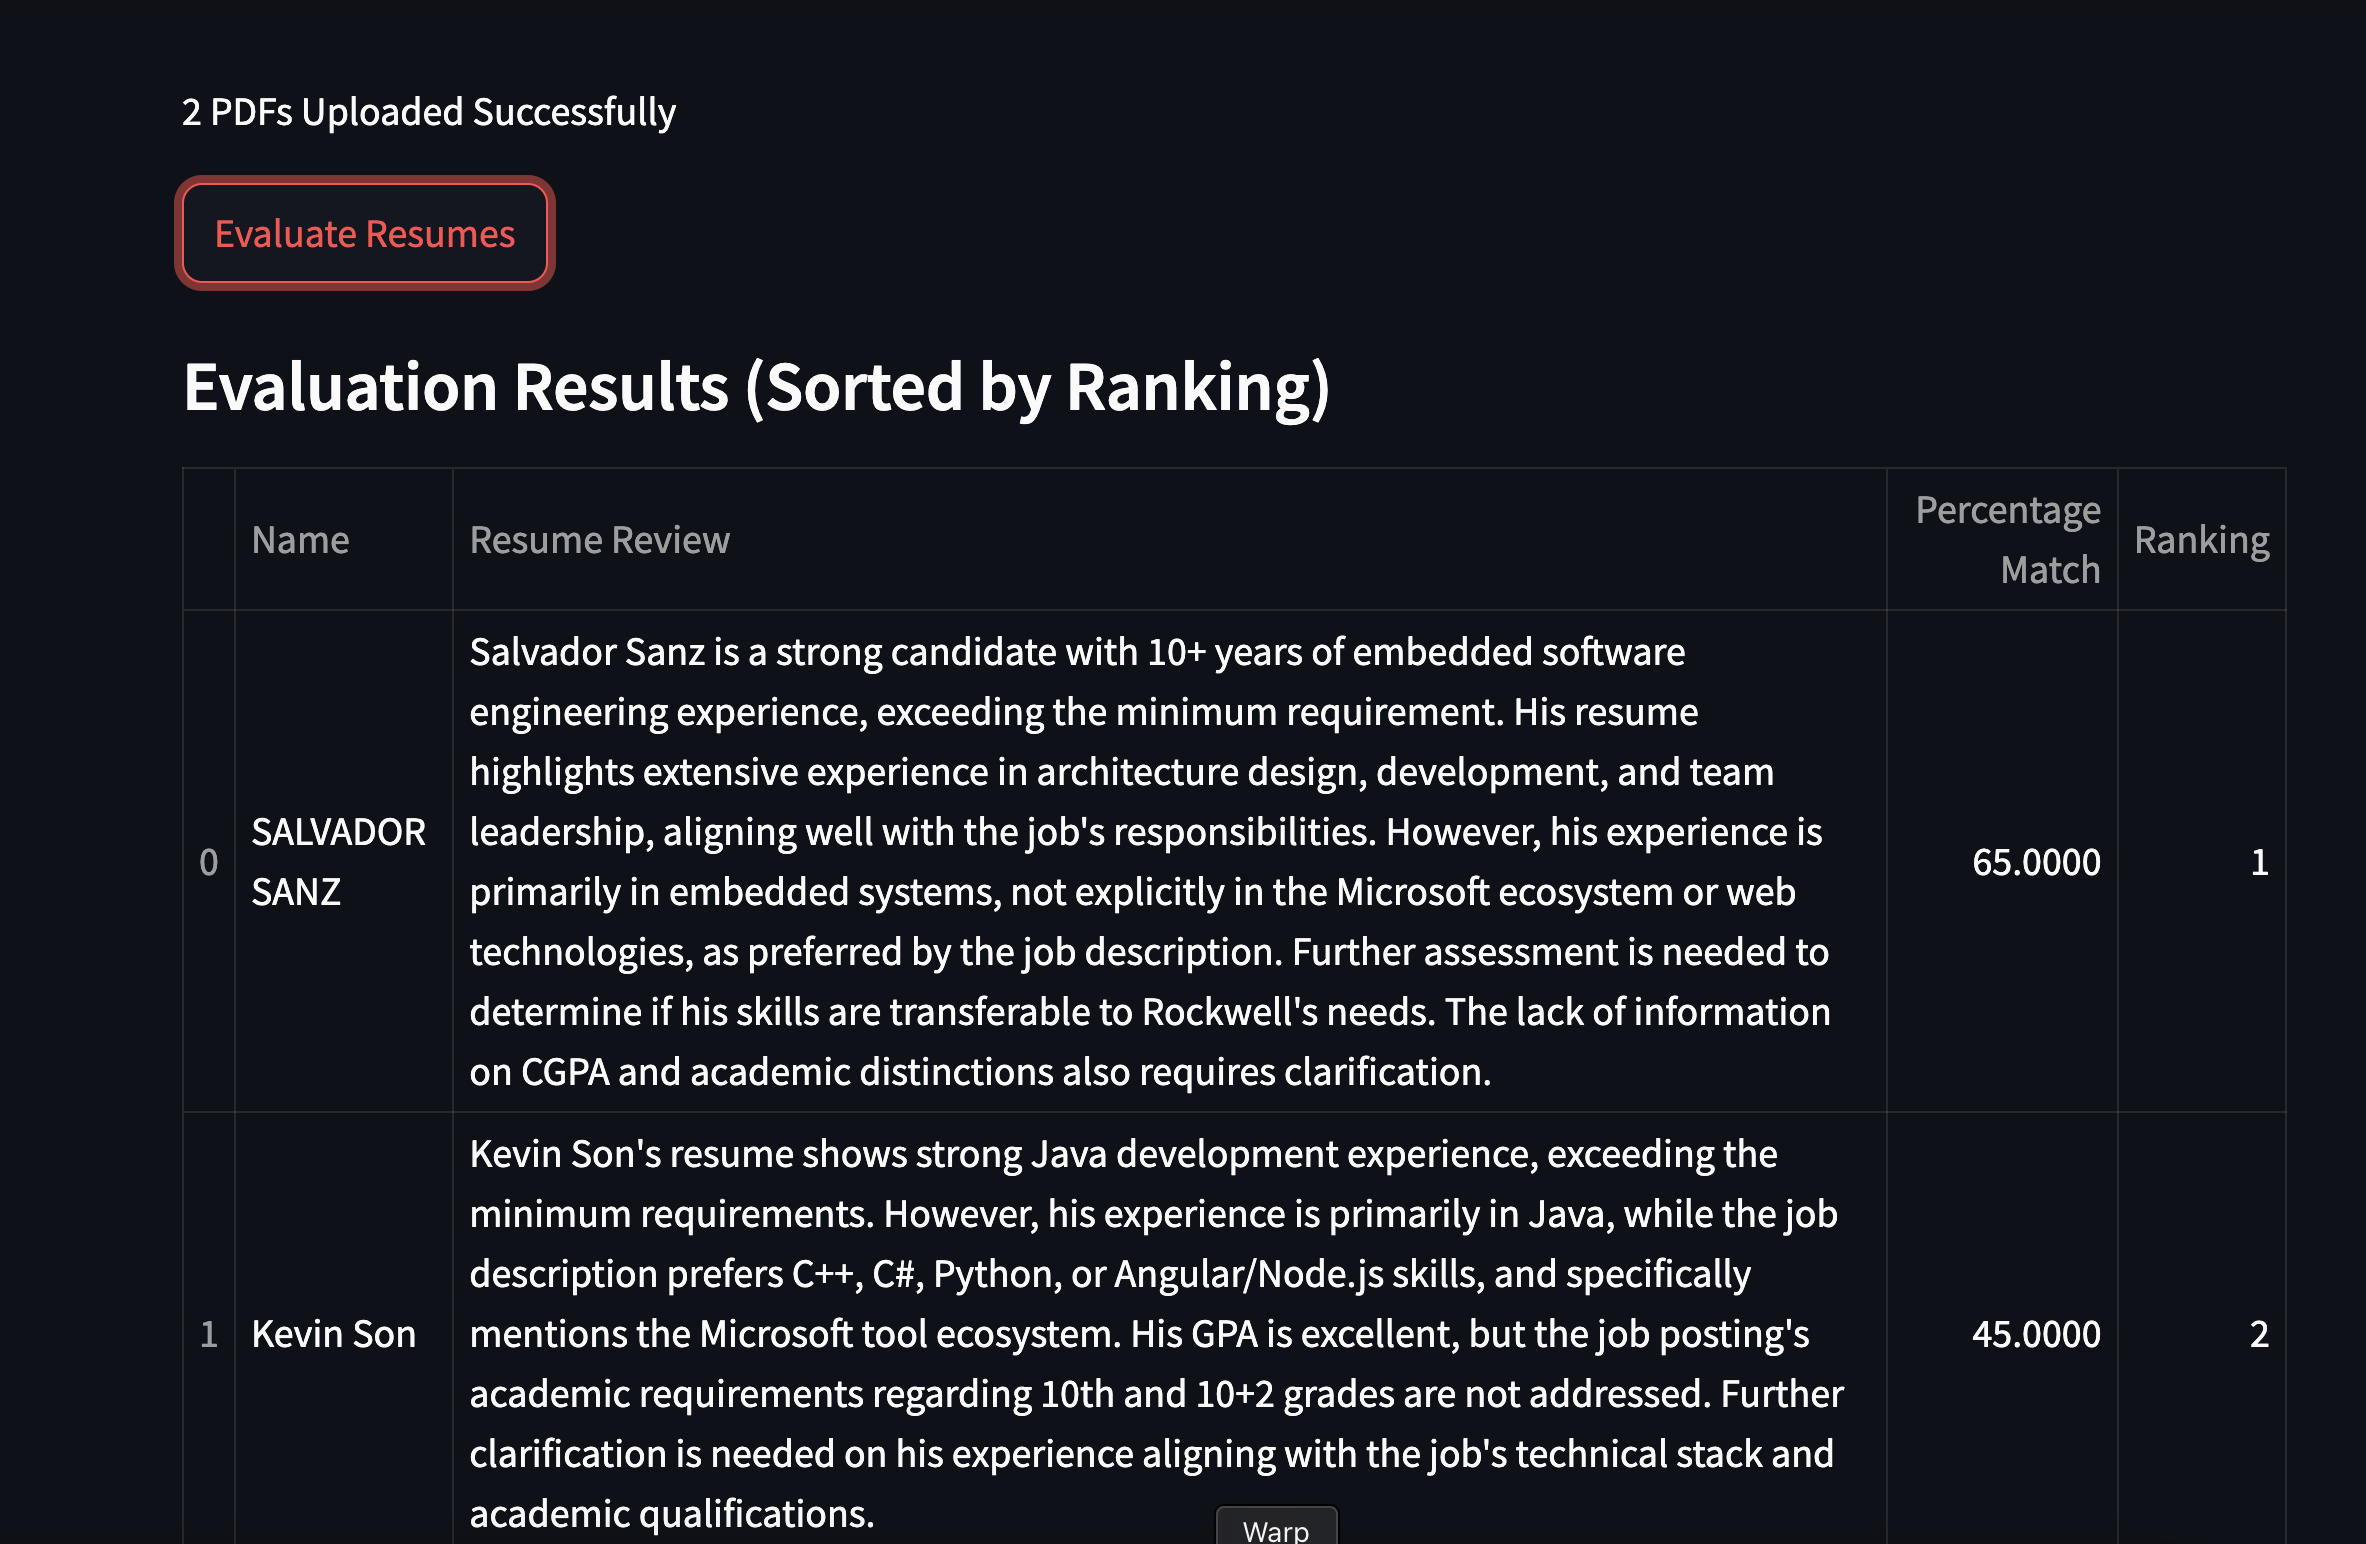 2 PDFs Uploaded Successfully
Evaluate Resumes
Evaluation Results (Sorted by Ranking)
Name
Resume Review
Percentage
Match
Ranking
0
SALVADOR
SANZ
Salvador Sanz is a strong candidate with 10+ years of embedded software
engineering experience, exceeding the minimum requirement. His resume
highlights extensive experience in architecture design, development, and team
leadership, aligning well with the job's responsibilities. However, his experience is
primarily in embedded systems, not explicitly in the Microsoft ecosystem or web
technologies, as preferred by the job description. Further assessment is needed to
determine if his skills are transferable to Rockwell's needs. The lack of information
on CGPA and academic distinctions also requires clarification.
65.0000
1
1
Kevin Son
Kevin Son's resume shows strong Java development experience, exceeding the
minimum requirements. However, his experience is primarily in Java, while the job
description prefers C++, C#, Python, or Angular/Node.js skills, and specifically
mentions the Microsoft tool ecosystem. His GPA is excellent, but the job posting's
academic requirements regarding 10th and 10+2 grades are not addressed. Further
clarification is needed on his experience aligning with the job's technical stack and
academic qualifications.
45.0000
2
Warp